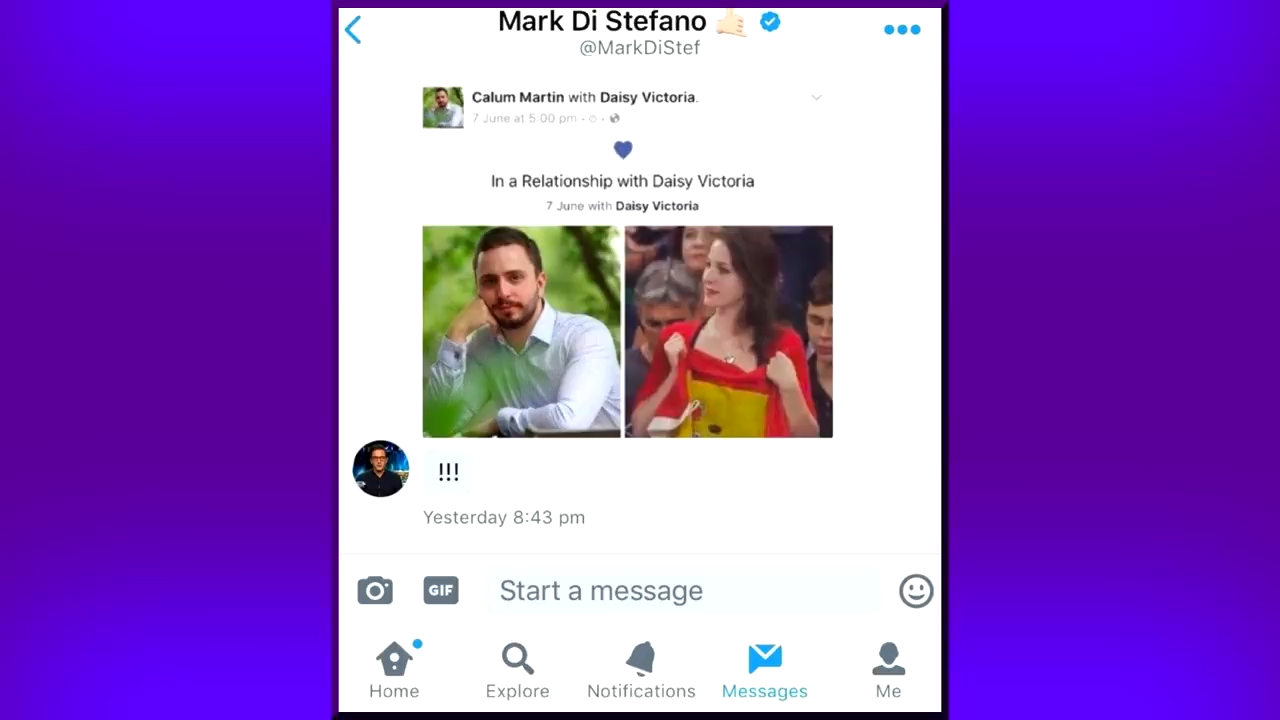 Mark Di Stefano 🤙🏻
@MarkDiStef
Calum Martin with Daisy Victoria.
7 June at 5:00 pm ·
In a Relationship with Daisy Victoria
7 June with Daisy Victoria
!!!
Yesterday 8:43 pm
GIF
Start a message
Home
Explore
Notifications
Messages
Me